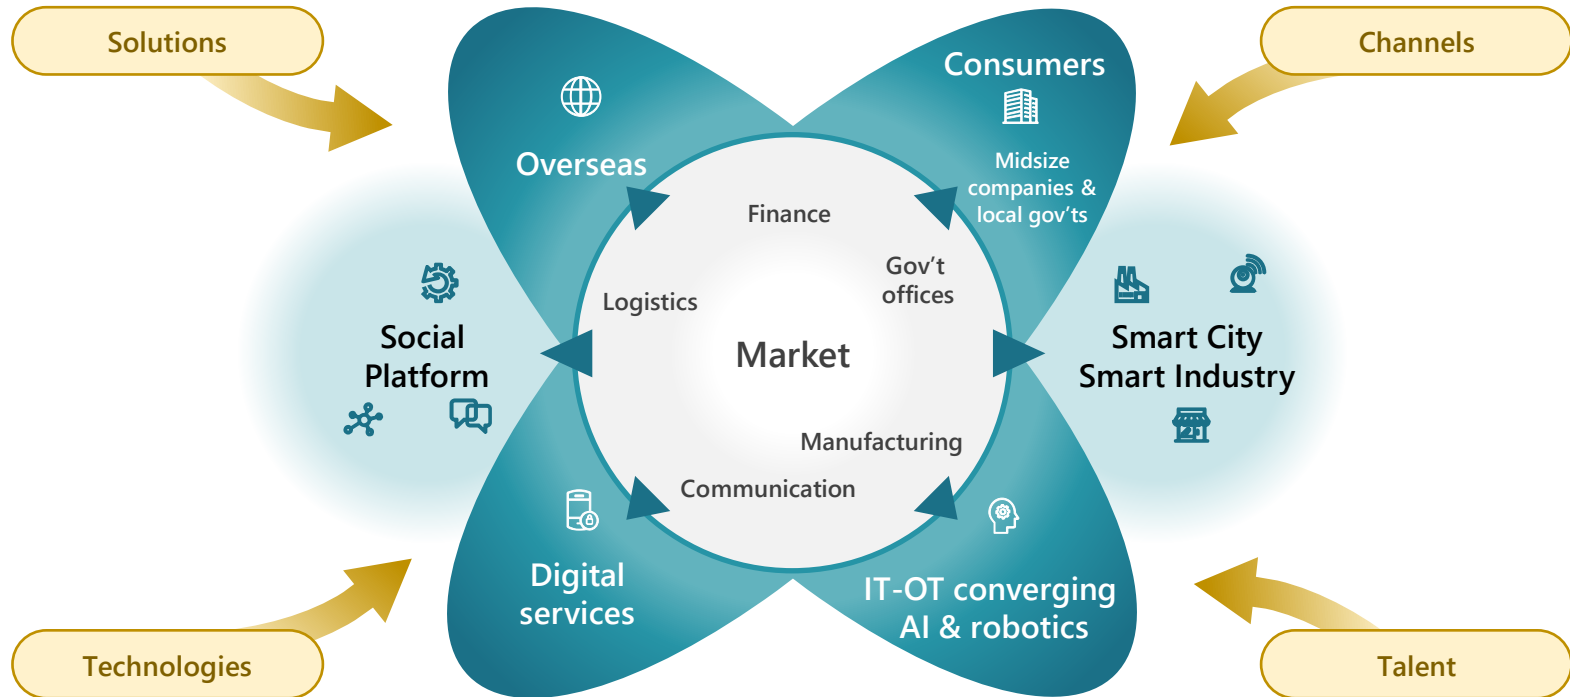 Solutions
Channels
Consumers
Overseas
Midsize
companies &
local gov’ts
Finance
Gov’t
offices
Logistics
Social
Platform
Market
Smart City
Smart Industry
Manufacturing
Communication
Digital
services
IT-OT converging
AI & robotics
Technologies
Talent